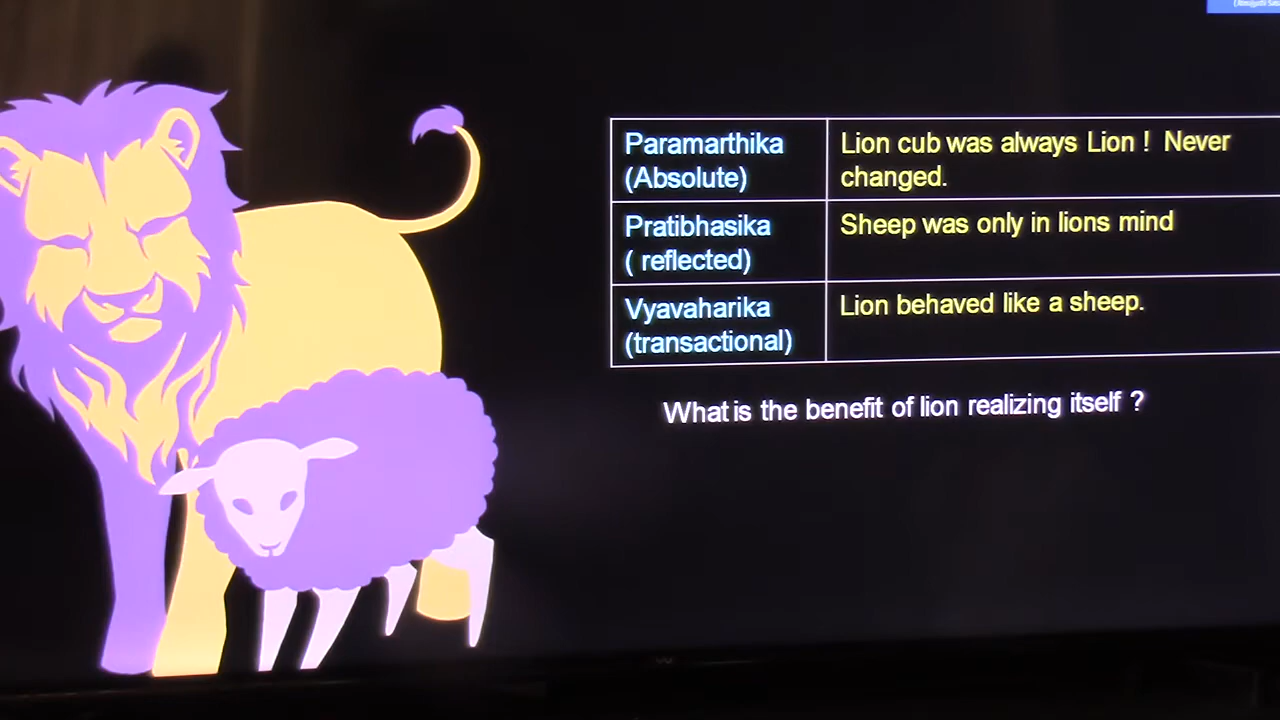 Paramarthika
(Absolute)
Lion cub was always Lion ! Never
changed.
Pratibhasika
( reflected)
Sheep was only in lions mind
Vyavaharika
(transactional)
Lion behaved like a sheep.
What is the benefit of lion realizing itself ?